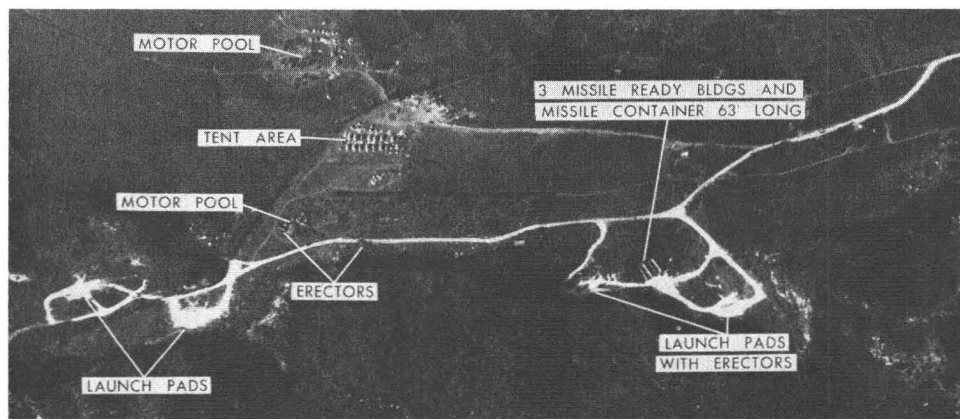 MOTOR POOL
3 MISSILE READY BLDGS AND
MISSILE CONTAINER 63' LONG
TENT AREA
MOTOR POOL
ERECTORS
LAUNCH PADS
WITH ERECTORS
LAUNCH PADS